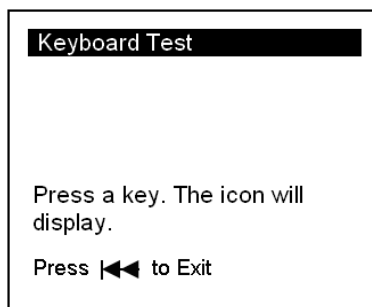 Keyboard Test
Press a key. The icon will
display.
Press |◀◀ to Exit